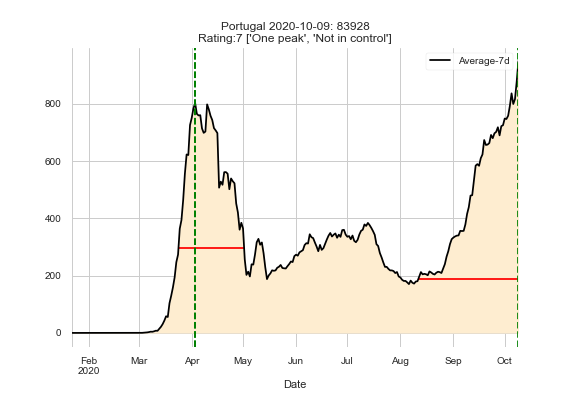 Portugal 2020-10-09: 83928
Rating:7 ['One peak', 'Not in control']
Average-7d
800
600
400
200
0
Feb
2020
Mar
Apr
May
Jun
Jul
Aug
Sep
Oct
Date